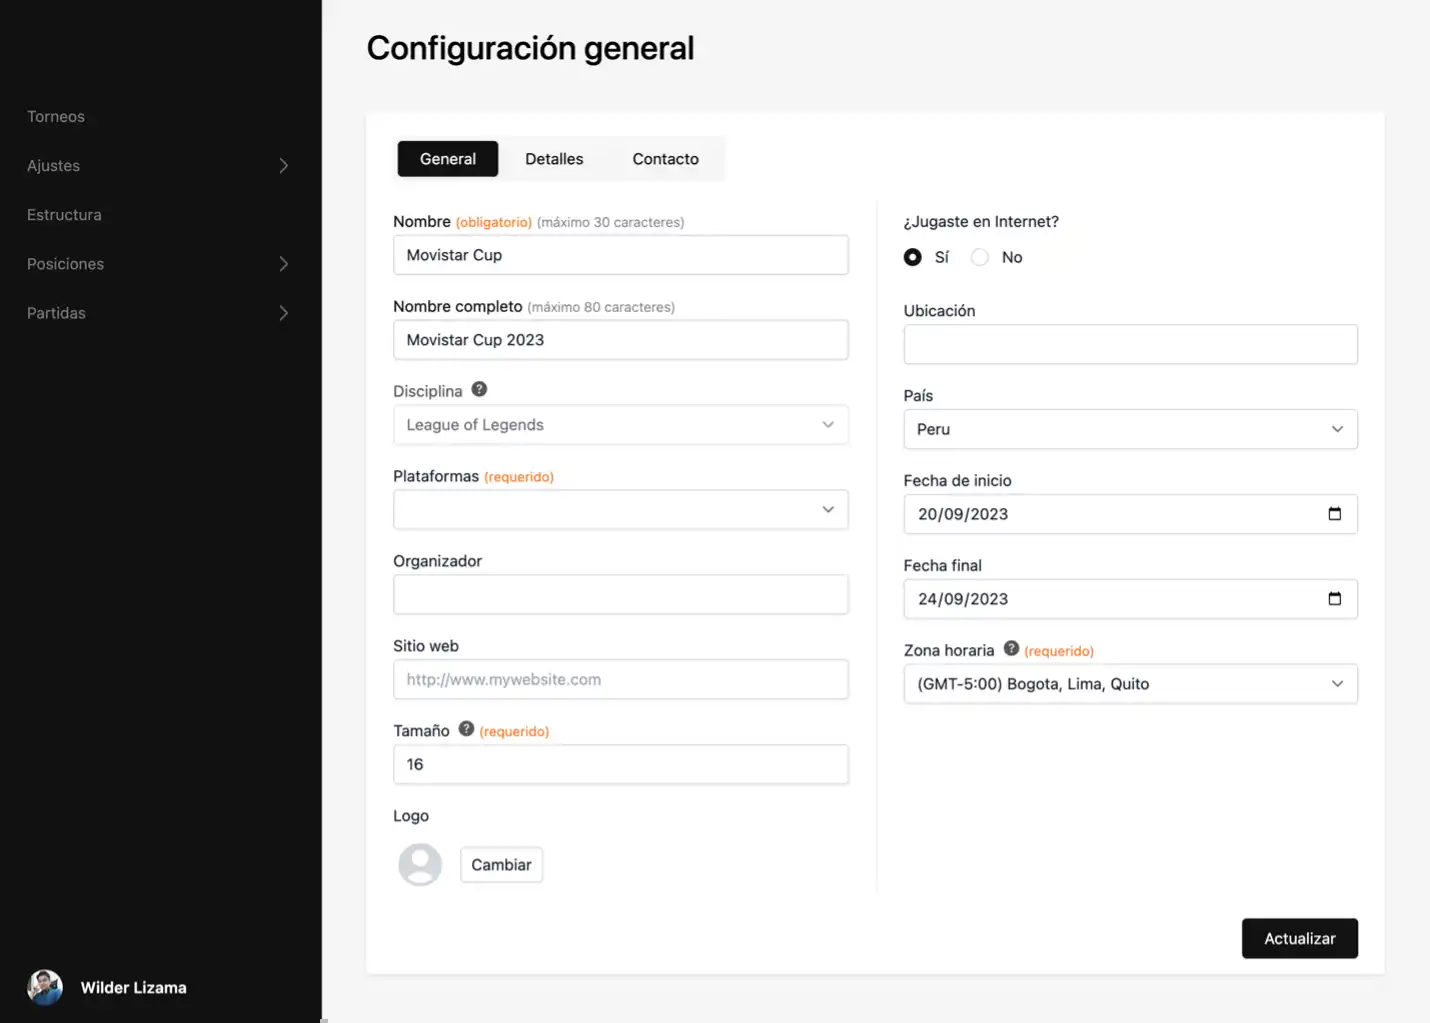 Torneos
Ajustes
Estructura
Posiciones
Partidas
Wilder Lizama
Configuración general
General
Detalles
Contacto
Nombre (obligatorio) (máximo 30 caracteres)
Movistar Cup
Nombre completo (máximo 80 caracteres)
Movistar Cup 2023
Disciplina ?
League of Legends
Plataformas (requerido)
Organizador
Sitio web
http://www.mywebsite.com
Tamaño ? (requerido)
16
Logo
Cambiar
¿Jugaste en Internet?
Sí No
Ubicación
País
Peru
Fecha de inicio
20/09/2023
Fecha final
24/09/2023
Zona horaria ? (requerido)
(GMT-5:00) Bogota, Lima, Quito
Actualizar